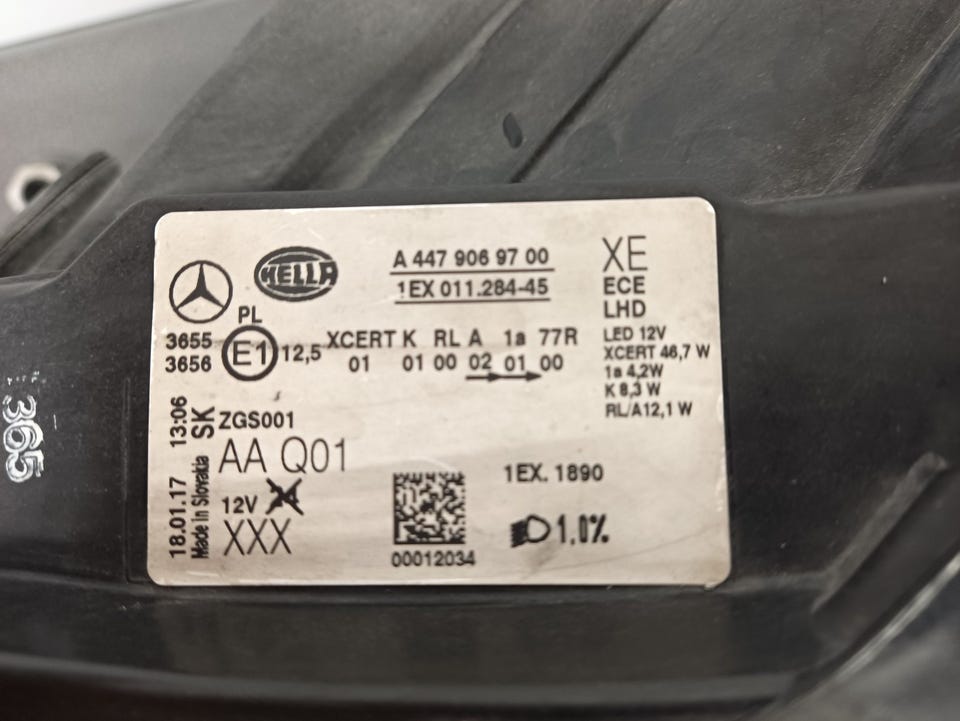 HELLA
A 447 906 97 00
1EX 011.284-45
XE
ECE
LHD
LED 12V
XCERT 46,7 W
1a 4,2W
K 8,3 W
RL/A12,1 W
PL
3655
3656
E1
12,5
XCERT K RL A 1a 77R
01 01 00 02 01 00
18.01.17 13:06
Made in Slovakia SK
ZGS001
AA Q01
12V
XXX
00012034
1EX. 1890
1.0%
365